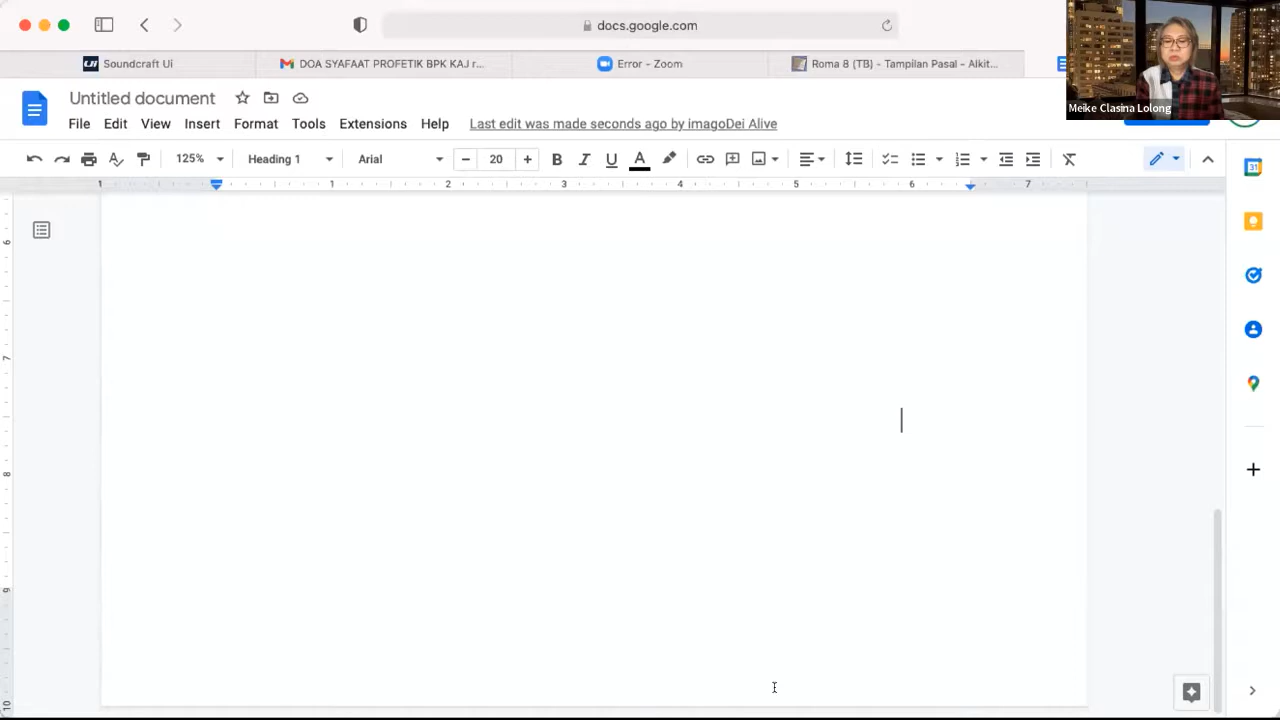 docs.google.com
Soundcraft Ui
DOA SYAFAAT PROFETIK BPK KAJ r...
Error - Zoom
Roma 8 (TB) - Tampilan Pasal - Alkit...
Meike Clasina Lolong
Untitled document
File Edit View Insert Format Tools Extensions Help Last edit was made seconds ago by imagoDei Alive
125% Heading 1 Arial - 20 + B I U A
1 1 2 3 4 5 6 7
31
6
7
8
9
10